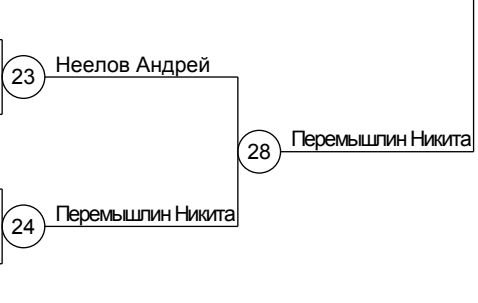 23
Неелов Андрей
28
Перемышлин Никита
24
Перемышлин Никита